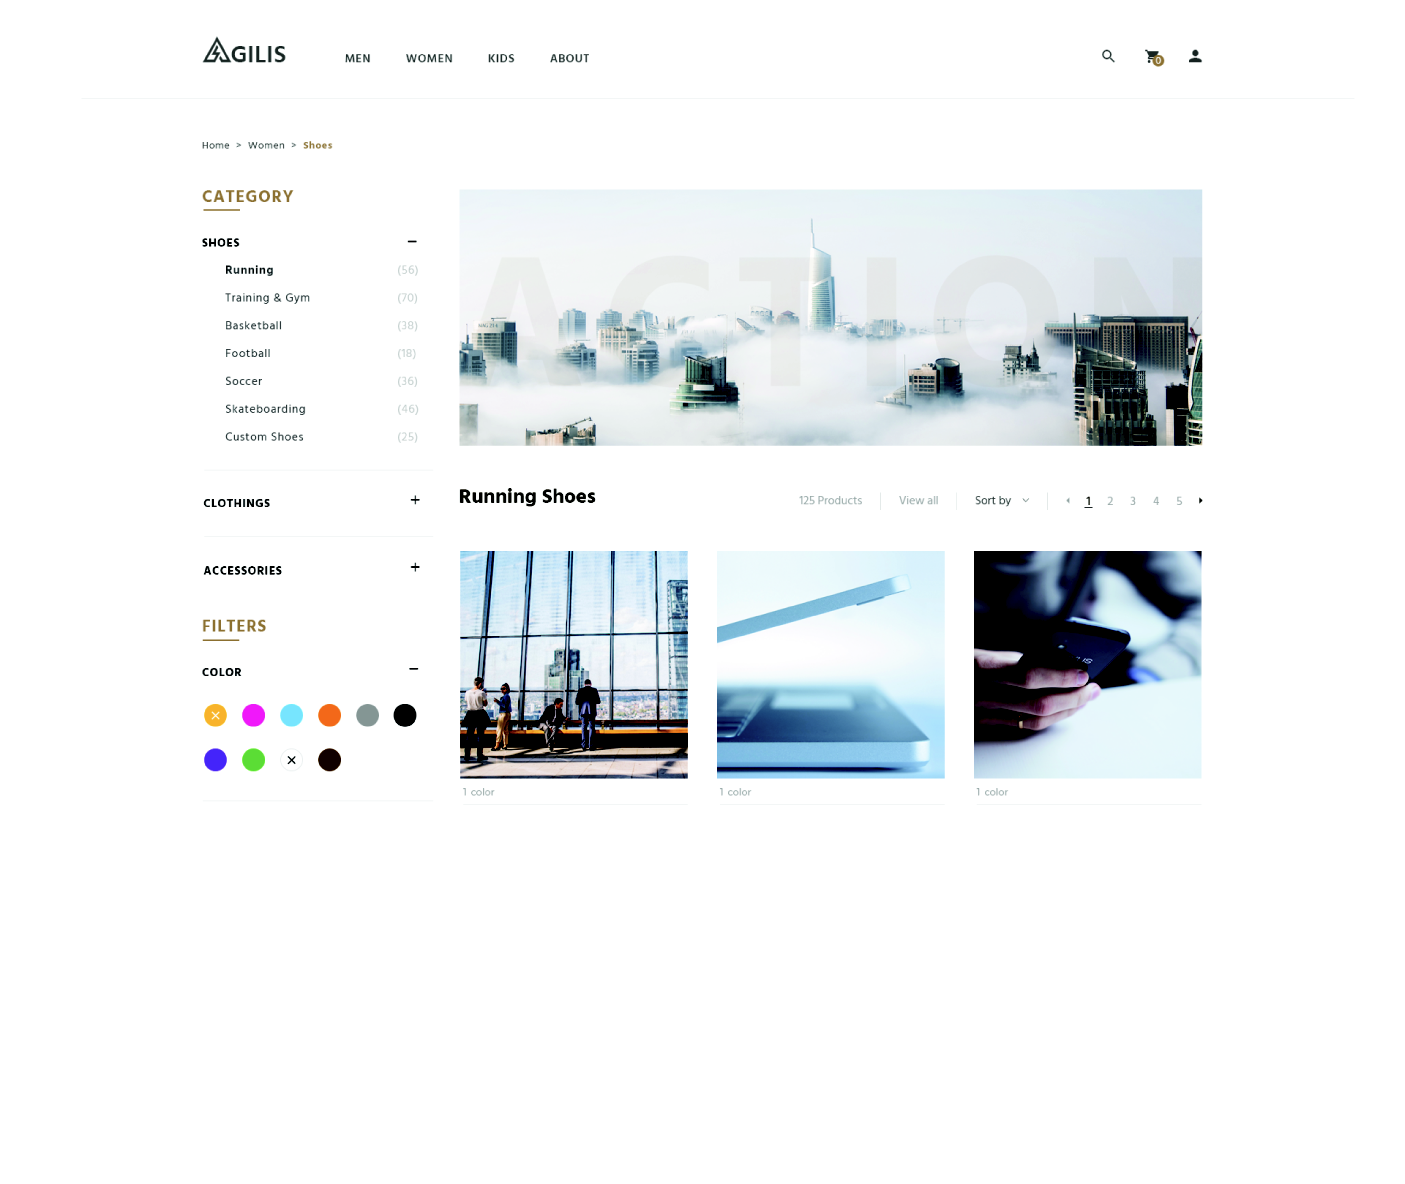 AGILIS
MEN WOMEN KIDS ABOUT
0
Home > Women > Shoes
CATEGORY
SHOES
Running (56)
Training & Gym (70)
Basketball (38)
Football (18)
Soccer (36)
Skateboarding (46)
Custom Shoes (25)
CLOTHINGS
ACCESSORIES
FILTERS
COLOR
ACTION
Running Shoes
125 Products View all Sort by 1 2 3 4 5
1 color
1 color
1 color